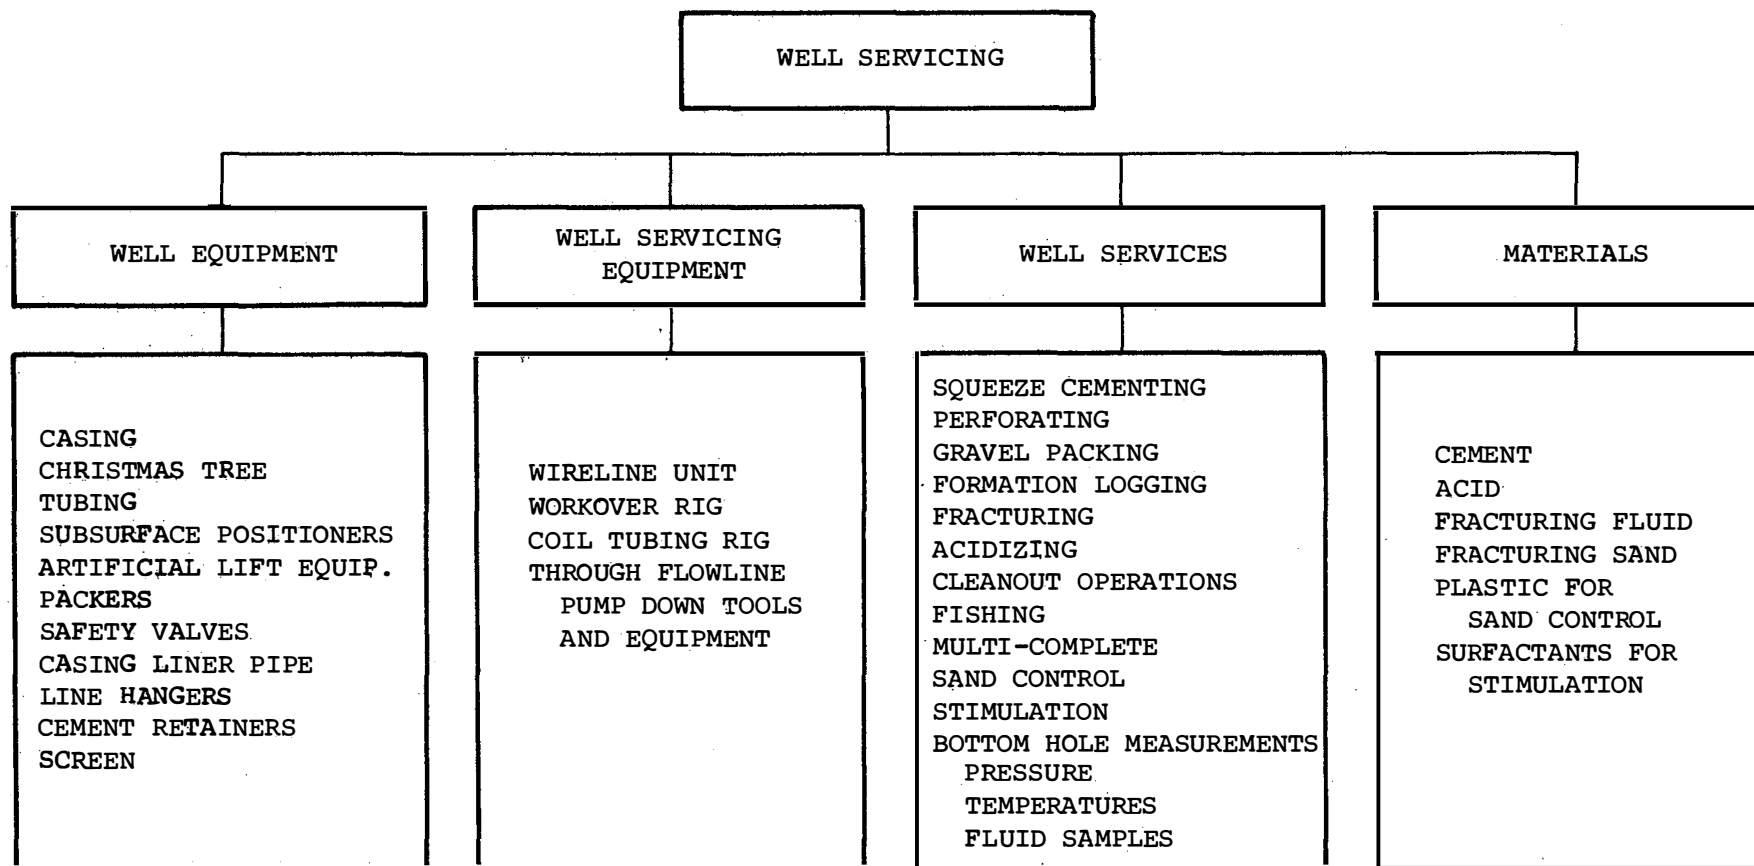 WELL SERVICING
WELL EQUIPMENT
WELL SERVICING
EQUIPMENT
WELL SERVICES
MATERIALS
CASING
CHRISTMAS TREE
TUBING
SUBSURFACE POSITIONERS
ARTIFICIAL LIFT EQUIP.
PACKERS
SAFETY VALVES
CASING LINER PIPE
LINE HANGERS
CEMENT RETAINERS
SCREEN
WIRELINE UNIT
WORKOVER RIG
COIL TUBING RIG
THROUGH FLOWLINE
PUMP DOWN TOOLS
AND EQUIPMENT
SQUEEZE CEMENTING
PERFORATING
GRAVEL PACKING
FORMATION LOGGING
FRACTURING
ACIDIZING
CLEANOUT OPERATIONS
FISHING
MULTI-COMPLETE
SAND CONTROL
STIMULATION
BOTTOM HOLE MEASUREMENTS
PRESSURE
TEMPERATURES
FLUID SAMPLES
CEMENT
ACID
FRACTURING FLUID
FRACTURING SAND
PLASTIC FOR
SAND CONTROL
SURFACTANTS FOR
STIMULATION